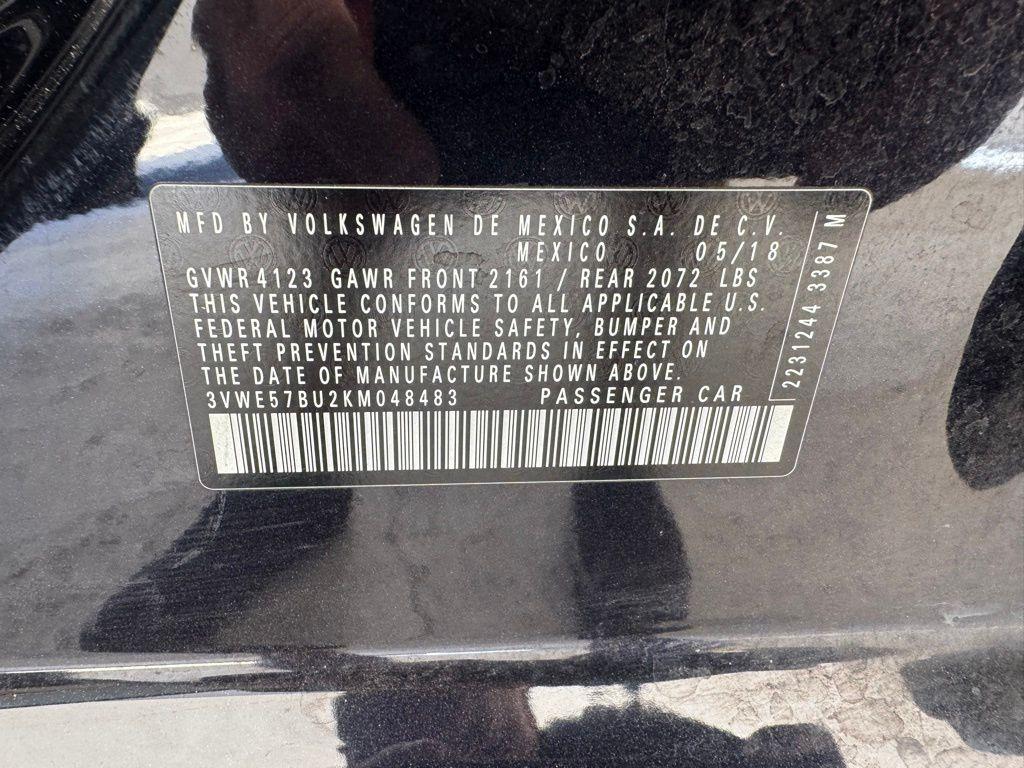 MFD BY VOLKSWAGEN DE MEXICO S.A. DE C.V.
MEXICO 05/18
GVWR 4123 GAWR FRONT 2161 / REAR 2072 LBS
THIS VEHICLE CONFORMS TO ALL APPLICABLE U.S.
FEDERAL MOTOR VEHICLE SAFETY, BUMPER AND
THEFT PREVENTION STANDARDS IN EFFECT ON
THE DATE OF MANUFACTURE SHOWN ABOVE.
3VWE57BU2KM048483 PASSENGER CAR
2231244 3387 M